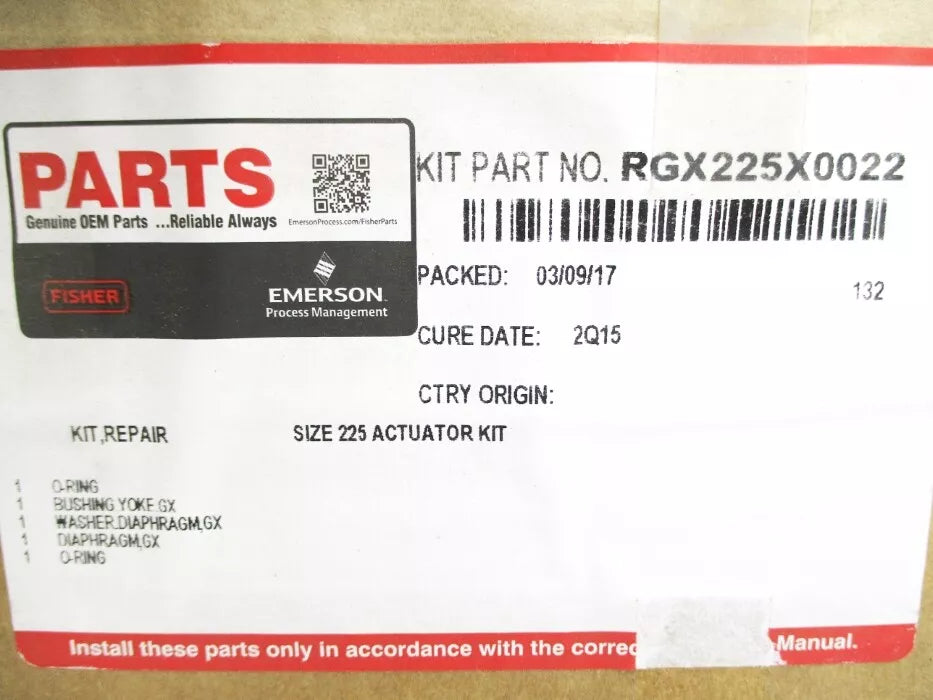 PARTS
Genuine OEM Parts ...Reliable Always
EmersonProcess.com/FisherParts
FISHER
EMERSON
Process Management
KIT PART NO. RGX225X0022
PACKED: 03/09/17
132
CURE DATE: 2Q15
CTRY ORIGIN:
KIT,REPAIR SIZE 225 ACTUATOR KIT
1 O-RING
1 BUSHING YOKE,GX
1 WASHER,DIAPHRAGM,GX
1 DIAPHRAGM,GX
1 O-RING
Install these parts only in accordance with the correc Manual.